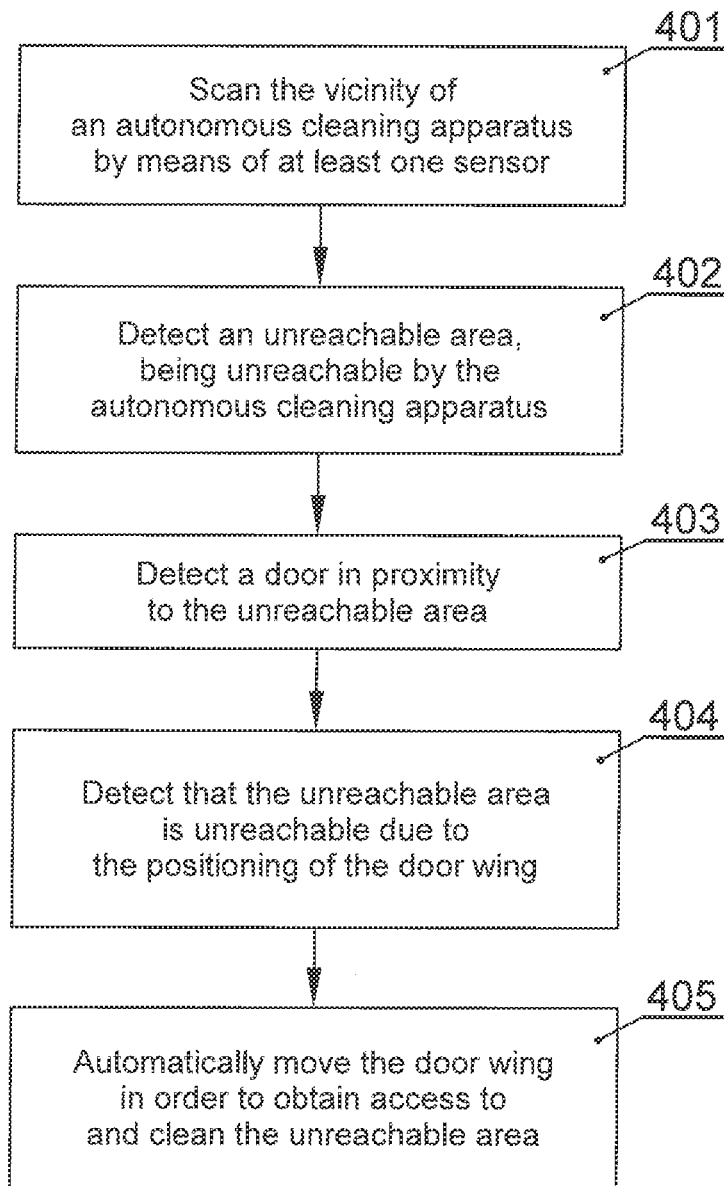 401
Scan the vicinity of
an autonomous cleaning apparatus
by means of at least one sensor
402
Detect an unreachable area,
being unreachable by the
autonomous cleaning apparatus
403
Detect a door in proximity
to the unreachable area
404
Detect that the unreachable area
is unreachable due to
the positioning of the door wing
405
Automatically move the door wing
in order to obtain access to
and clean the unreachable area